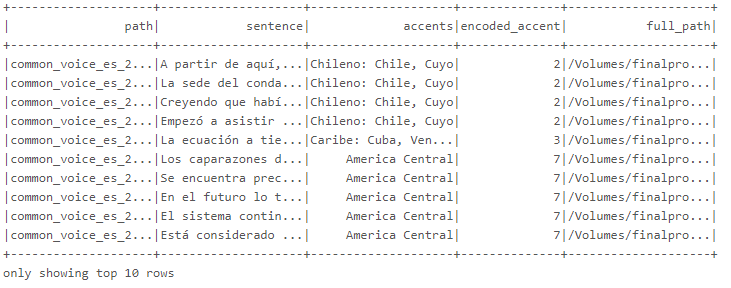 +--------------------+--------------------+--------------------+--------------+--------------------+
|                path|            sentence|             accents|encoded_accent|           full_path|
+--------------------+--------------------+--------------------+--------------+--------------------+
|common_voice_es_2...|A partir de aquí,...|Chileno: Chile, Cuyo|             2|/Volumes/finalpro...|
|common_voice_es_2...|La sede del conda...|Chileno: Chile, Cuyo|             2|/Volumes/finalpro...|
|common_voice_es_2...|Creyendo que habí...|Chileno: Chile, Cuyo|             2|/Volumes/finalpro...|
|common_voice_es_2...|Empezó a asistir ...|Chileno: Chile, Cuyo|             2|/Volumes/finalpro...|
|common_voice_es_2...|La ecuación a tie...|Caribe: Cuba, Ven...|             3|/Volumes/finalpro...|
|common_voice_es_2...|Los caparazones d...|     America Central|             7|/Volumes/finalpro...|
|common_voice_es_2...|Se encuentra prec...|     America Central|             7|/Volumes/finalpro...|
|common_voice_es_2...|En el futuro lo t...|     America Central|             7|/Volumes/finalpro...|
|common_voice_es_2...|El sistema contin...|     America Central|             7|/Volumes/finalpro...|
|common_voice_es_2...|Está considerado ...|     America Central|             7|/Volumes/finalpro...|
+--------------------+--------------------+--------------------+--------------+--------------------+
only showing top 10 rows